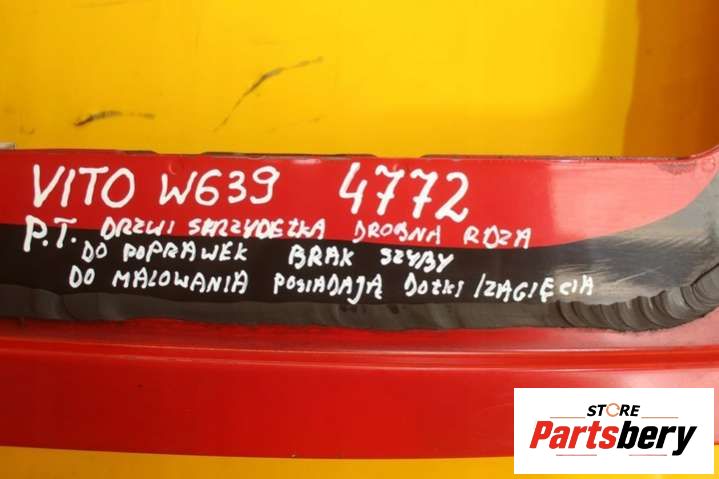 VITO W639 4772
P.T. DRZWI SKRZYDEŁKA DROBNA RDZA
DO POPRAWEK BRAK SZYBY
DO MALOWANIA POSIADAJĄ DOŁKI/ZAGIĘCIA
STORE
Partsbery